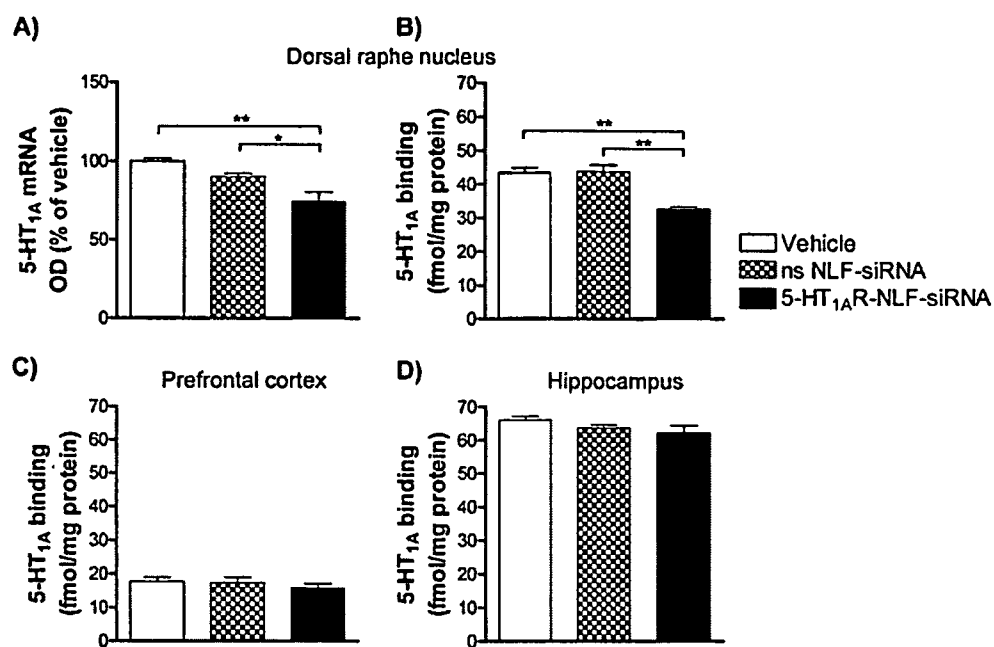 A)
B)
Dorsal raphe nucleus
5-HT1A mRNA
OD (% of vehicle)
150
100
50
0
**
*
5-HT1A binding
(fmol/mg protein)
70
60
50
40
30
20
10
0
**
**
Vehicle
ns NLF-siRNA
5-HT1AR-NLF-siRNA
C)
Prefrontal cortex
5-HT1A binding
(fmol/mg protein)
70
60
50
40
30
20
10
0
D)
Hippocampus
5-HT1A binding
(fmol/mg protein)
70
60
50
40
30
20
10
0